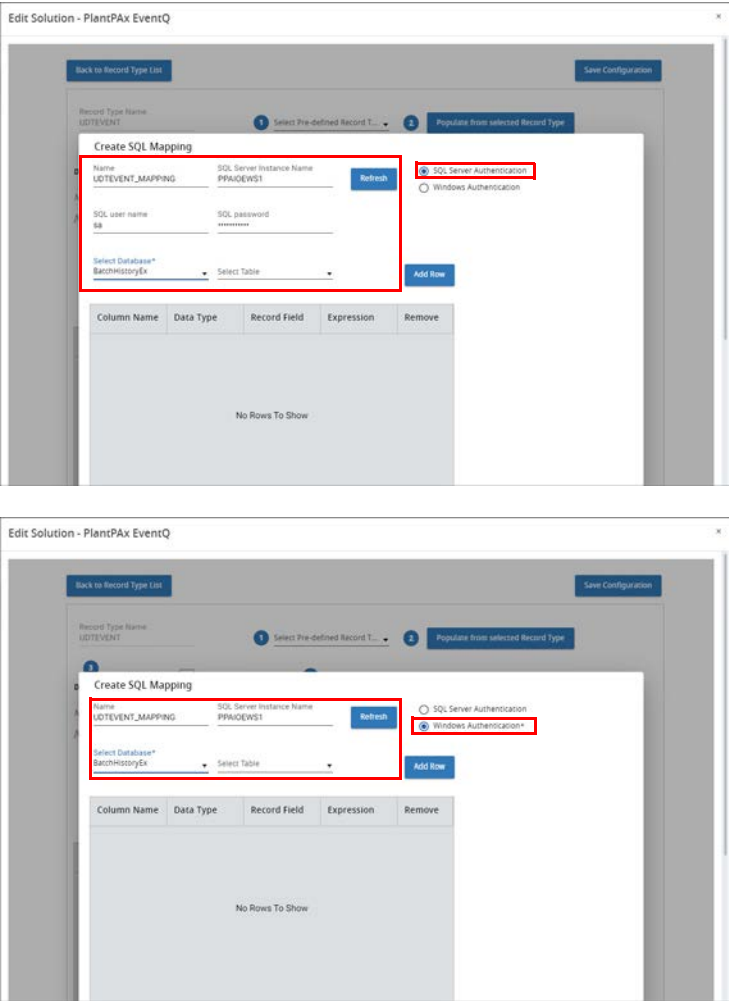 Edit Solution - PlantPAx EventQ ×
Back to Record Type List Save Configuration
Record Type Name
UDTEVENT 1 Select Pre-defined Record T... 2 Populate from selected Record Type
Create SQL Mapping
Name SQL Server Instance Name SQL Server Authentication
UDTEVENT_MAPPING PPAIOEWS1 Refresh
Windows Authentication
SQL user name SQL password
sa •••••••••••
Select Database*
BatchHistoryEx Select Table Add Row
Column Name Data Type Record Field Expression Remove
No Rows To Show
Edit Solution - PlantPAx EventQ ×
Back to Record Type List Save Configuration
Record Type Name
UDTEVENT 1 Select Pre-defined Record T... 2 Populate from selected Record Type
3
Create SQL Mapping
Name SQL Server Instance Name SQL Server Authentication
UDTEVENT_MAPPING PPAIOEWS1 Refresh
Windows Authentication*
Select Database*
BatchHistoryEx Select Table Add Row
Column Name Data Type Record Field Expression Remove
No Rows To Show